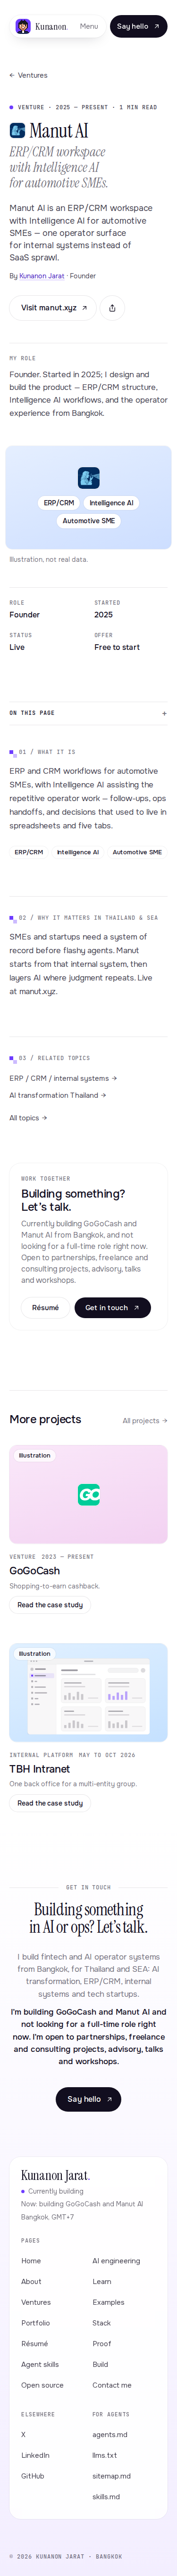 Kunanon.
Menu
Say hello ↗
← Ventures
VENTURE · 2025 — PRESENT · 1 MIN READ
Manut AI
ERP/CRM workspace
with Intelligence AI
for automotive SMEs.
Manut AI is an ERP/CRM workspace
with Intelligence AI for automotive
SMEs — one operator surface
for internal systems instead of
SaaS sprawl.
By Kunanon Jarat · Founder
Visit manut.xyz ↗
MY ROLE
Founder. Started in 2025; I design and
build the product — ERP/CRM structure,
Intelligence AI workflows, and the operator
experience from Bangkok.
ERP/CRM
Intelligence AI
Automotive SME
Illustration, not real data.
ROLE
Founder
STARTED
2025
STATUS
Live
OFFER
Free to start
ON THIS PAGE +
01 / WHAT IT IS
ERP and CRM workflows for automotive
SMEs, with Intelligence AI assisting the
repetitive operator work — follow-ups, ops
handoffs, and decisions that used to live in
spreadsheets and five tabs.
ERP/CRM
Intelligence AI
Automotive SME
02 / WHY IT MATTERS IN THAILAND & SEA
SMEs and startups need a system of
record before flashy agents. Manut
starts from that internal system, then
layers AI where judgment repeats. Live
at manut.xyz.
03 / RELATED TOPICS
ERP / CRM / internal systems →
AI transformation Thailand →
All topics →
WORK TOGETHER
Building something?
Let’s talk.
Currently building GoGoCash and
Manut AI from Bangkok, and not
looking for a full-time role right now.
Open to partnerships, freelance and
consulting projects, advisory, talks
and workshops.
Résumé
Get in touch ↗
More projects
All projects →
Illustration
GC
VENTURE 2023 — PRESENT
GoGoCash
Shopping-to-earn cashback.
Read the case study
Illustration
INTERNAL PLATFORM MAY TO OCT 2026
TBH Intranet
One back office for a multi-entity group.
Read the case study
GET IN TOUCH
Building something
in AI or ops? Let’s talk.
I build fintech and AI operator systems
from Bangkok, for Thailand and SEA: AI
transformation, ERP/CRM, internal
systems and tech startups.
I’m building GoGoCash and Manut AI and
not looking for a full-time role right
now. I’m open to partnerships, freelance
and consulting projects, advisory, talks
and workshops.
Say hello ↗
Kunanon Jarat.
Currently building
Now: building GoGoCash and Manut AI
Bangkok, GMT+7
PAGES
Home
AI engineering
About
Learn
Ventures
Examples
Portfolio
Stack
Résumé
Proof
Agent skills
Build
Open source
Contact me
ELSEWHERE
X
LinkedIn
GitHub
FOR AGENTS
agents.md
llms.txt
sitemap.md
skills.md
© 2026 KUNANON JARAT · BANGKOK